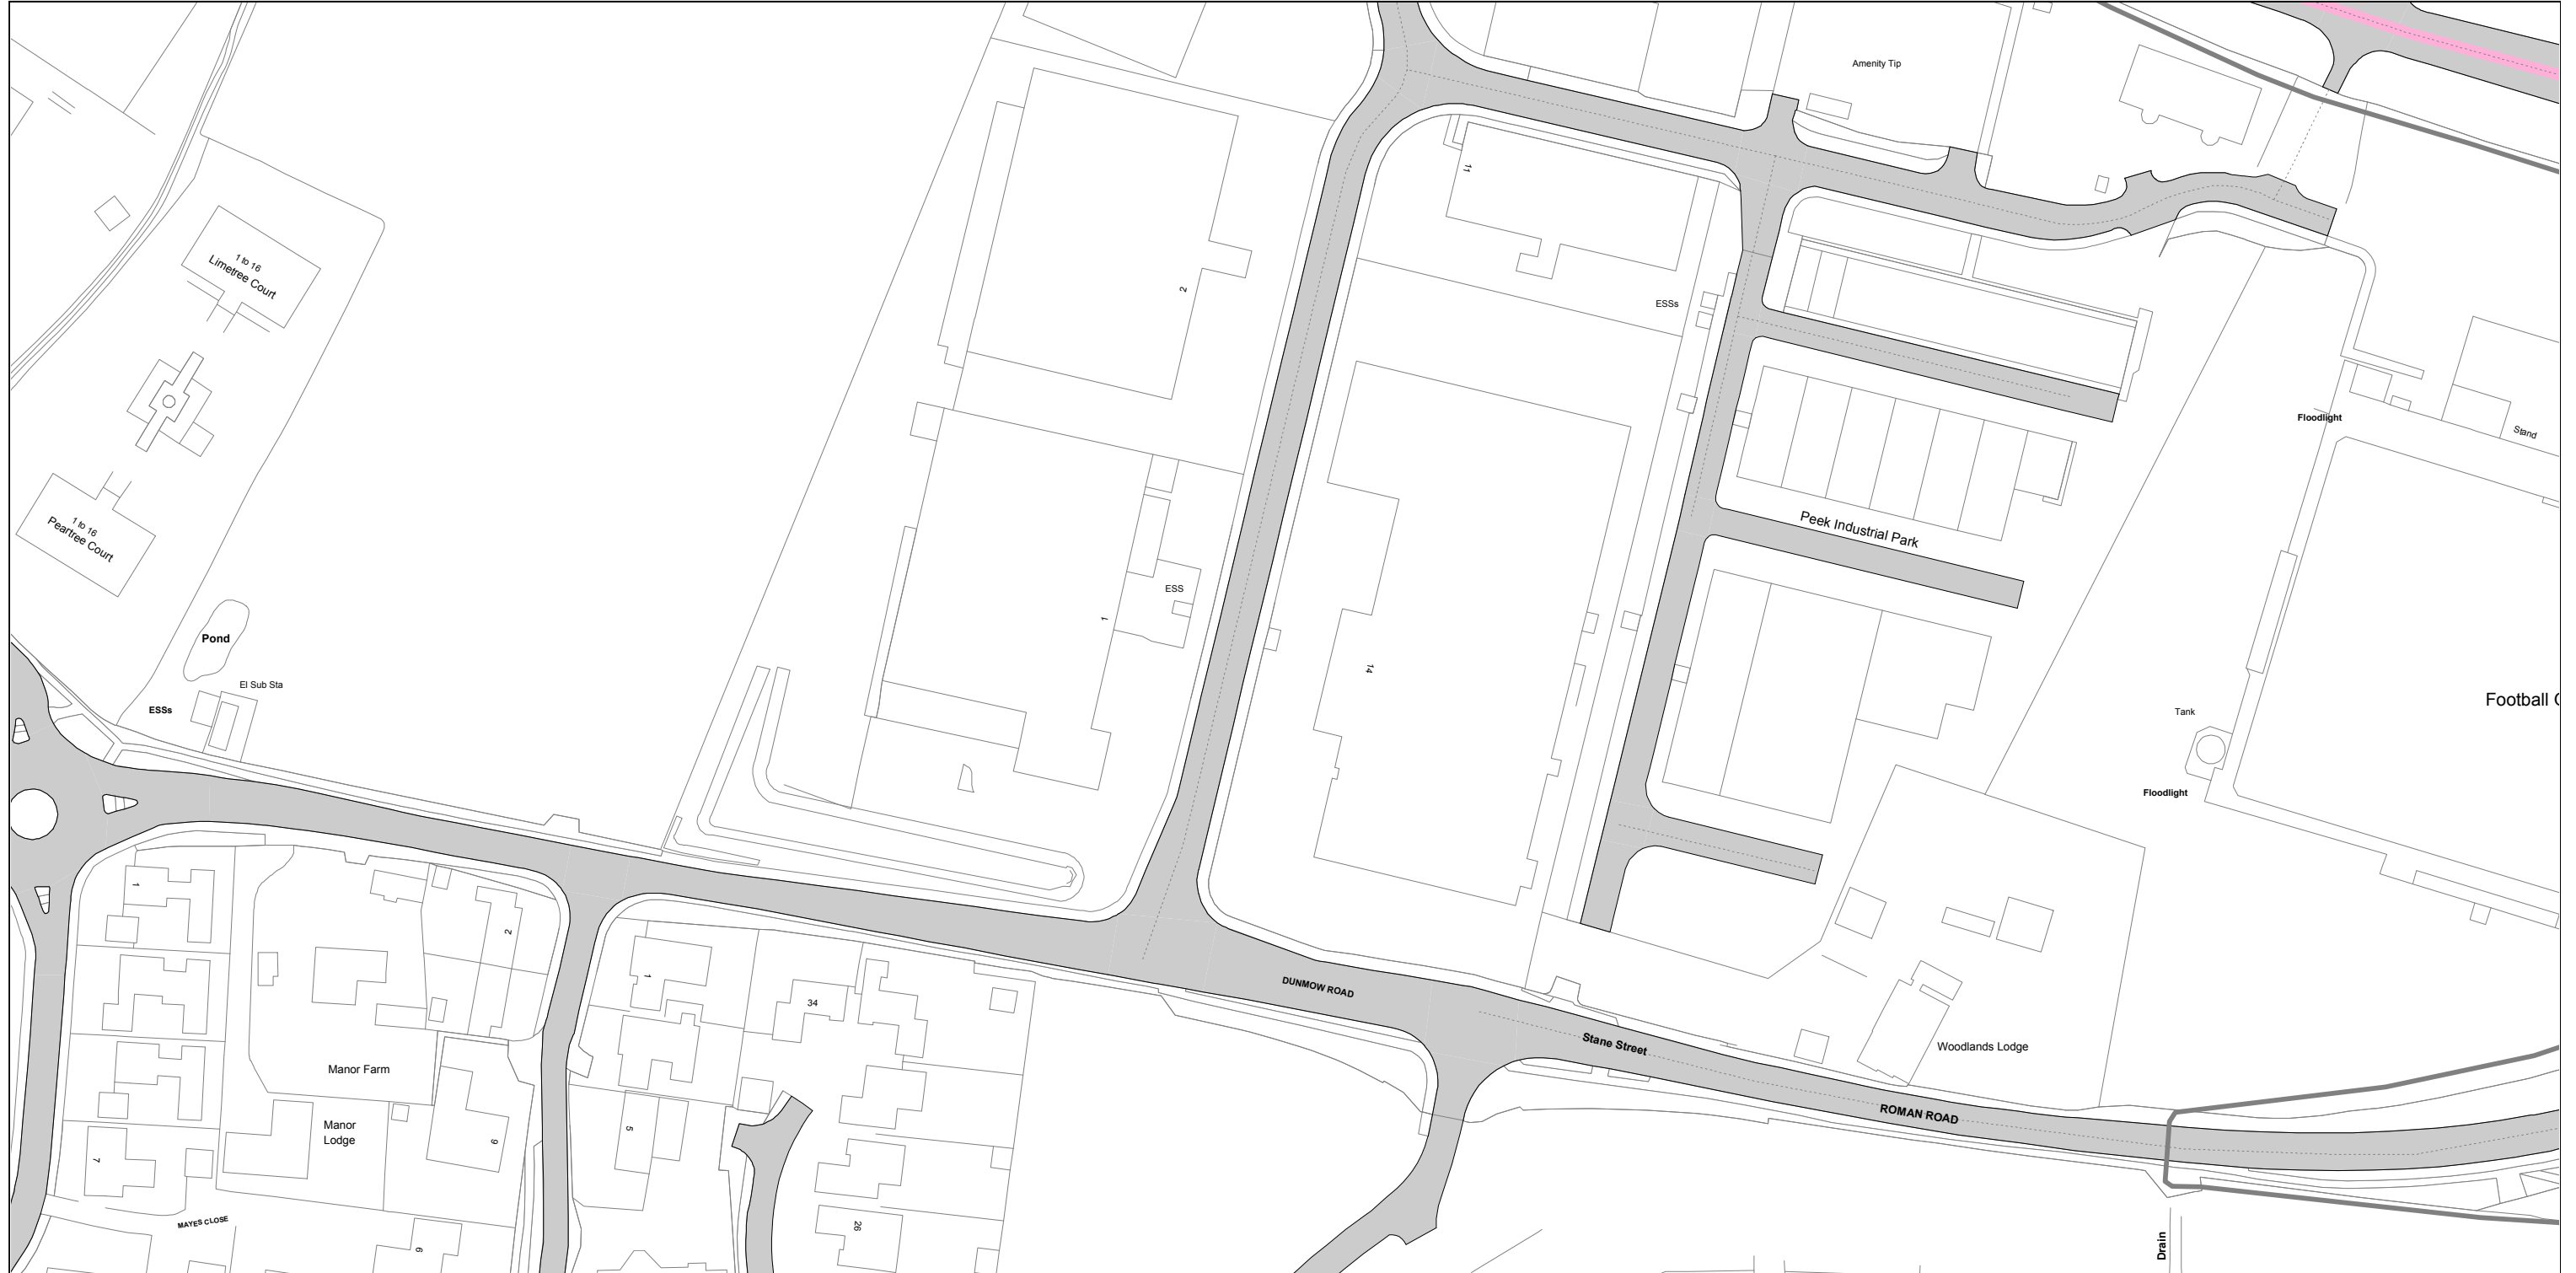 Amenity Tip
11
1 to 16
Limetree Court
2
ESSs
Floodlight
Stand
1 to 16
Peartree Court
Peek Industrial Park
ESS
1
Pond
14
El Sub Sta
ESSs
Football
Tank
Floodlight
1
2
1
34
DUNMOW ROAD
Stane Street
Woodlands Lodge
Manor Farm
ROMAN ROAD
Manor
Lodge
5
9
7
MAYES CLOSE
26
6
Drain